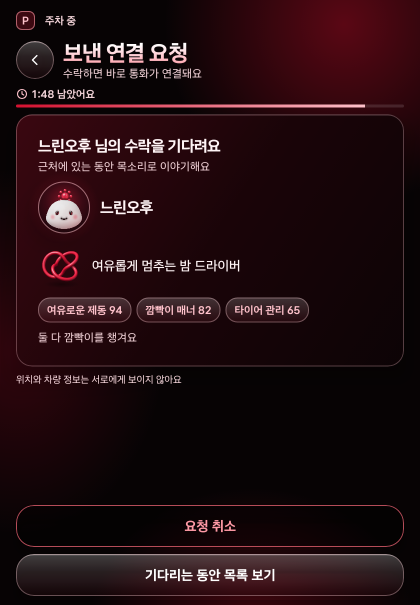 P 주차 중
보낸 연결 요청
수락하면 바로 통화가 연결돼요
1:48 남았어요
느린오후 님의 수락을 기다려요
근처에 있는 동안 목소리로 이야기해요
느린오후
여유롭게 멈추는 밤 드라이버
여유로운 제동 94 깜빡이 매너 82 타이어 관리 65
둘 다 깜빡이를 챙겨요
위치와 차량 정보는 서로에게 보이지 않아요
요청 취소
기다리는 동안 목록 보기